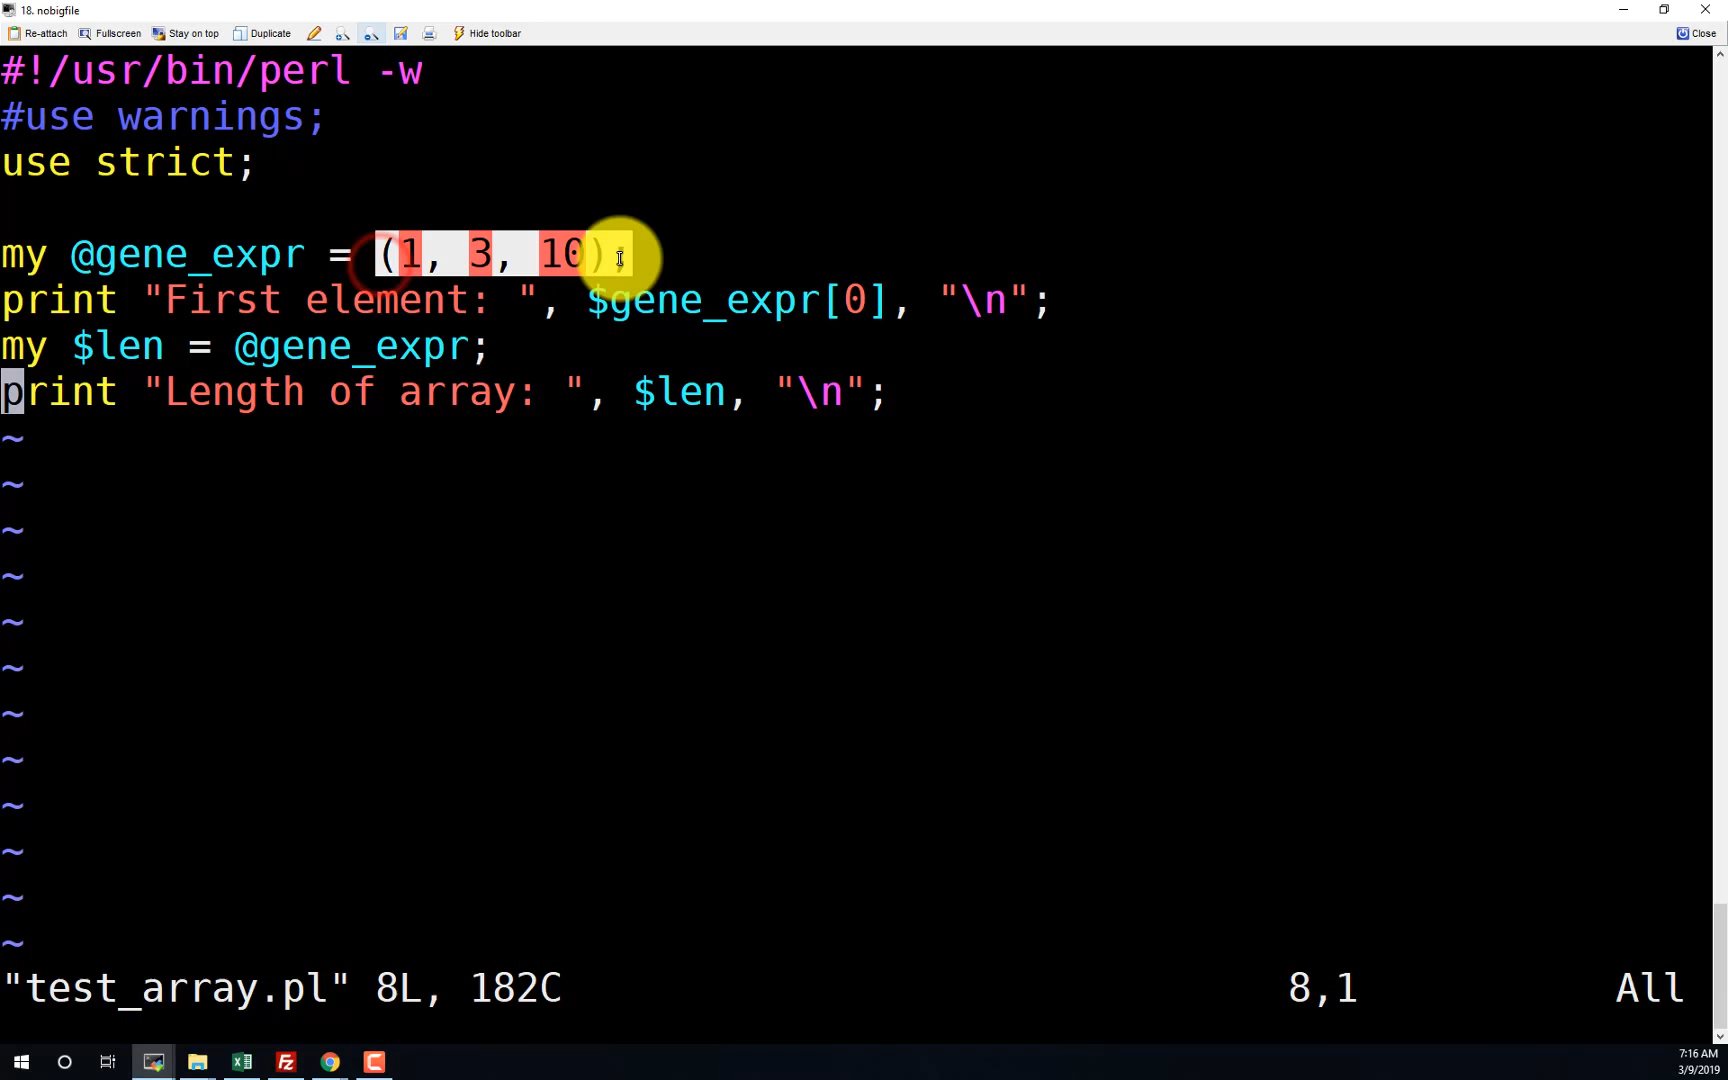 18. nobigfile
Re-attach Fullscreen Stay on top Duplicate Hide toolbar Close
#!/usr/bin/perl -w
#use warnings;
use strict;
my @gene_expr = (1, 3, 10);
print "First element: ", $gene_expr[0], "\n";
my $len = @gene_expr;
print "Length of array: ", $len, "\n";
~
~
~
~
~
~
~
~
~
~
~
~
"test_array.pl" 8L, 182C 8,1 All
7:16 AM
3/9/2019